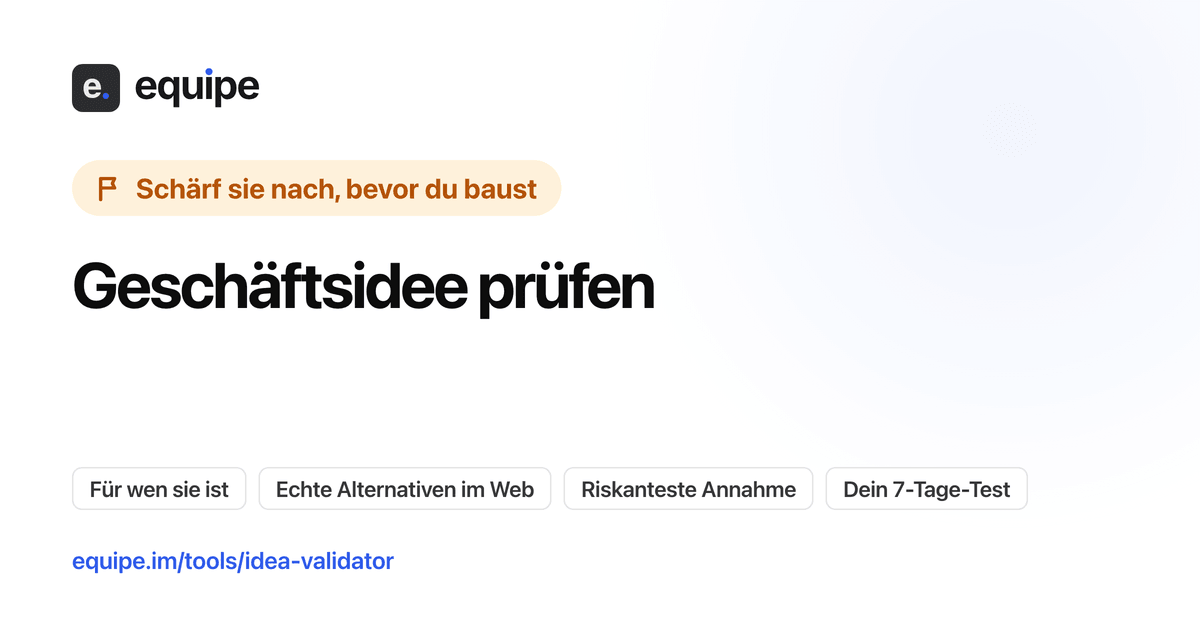 e. equipe
Schärf sie nach, bevor du baust
Geschäftsidee prüfen
Für wen sie ist
Echte Alternativen im Web
Riskanteste Annahme
Dein 7-Tage-Test
equipe.im/tools/idea-validator